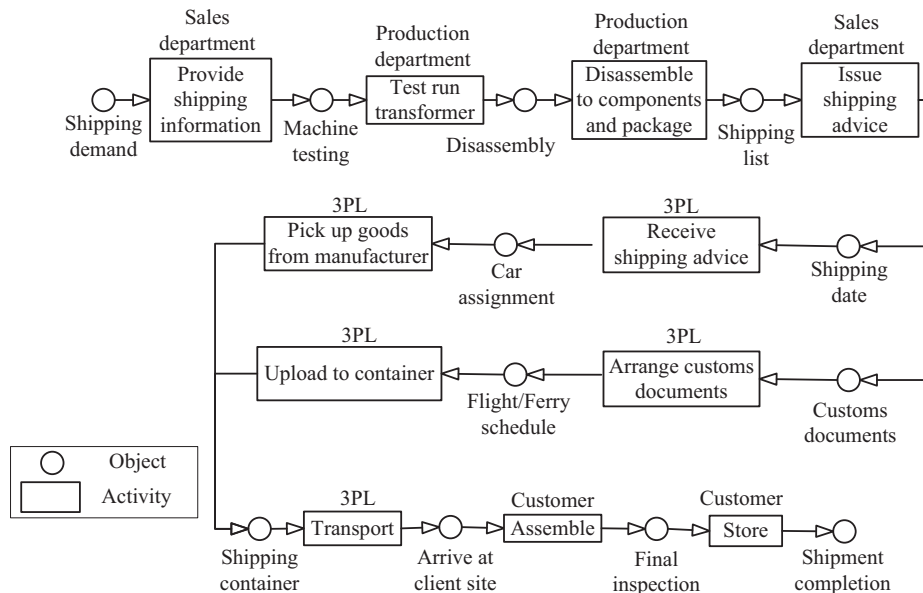 Sales
department
Provide
shipping
information
Shipping
demand
Machine
testing
Production
department
Test run
transformer
Disassembly
Production
department
Disassemble
to components
and package
Shipping
list
Sales
department
Issue
shipping
advice
3PL
Pick up goods
from manufacturer
Car
assignment
3PL
Receive
shipping advice
Shipping
date
3PL
Upload to container
Flight/Ferry
schedule
3PL
Arrange customs
documents
Customs
documents
Object
Activity
Shipping
container
3PL
Transport
Arrive at
client site
Customer
Assemble
Final
inspection
Customer
Store
Shipment
completion